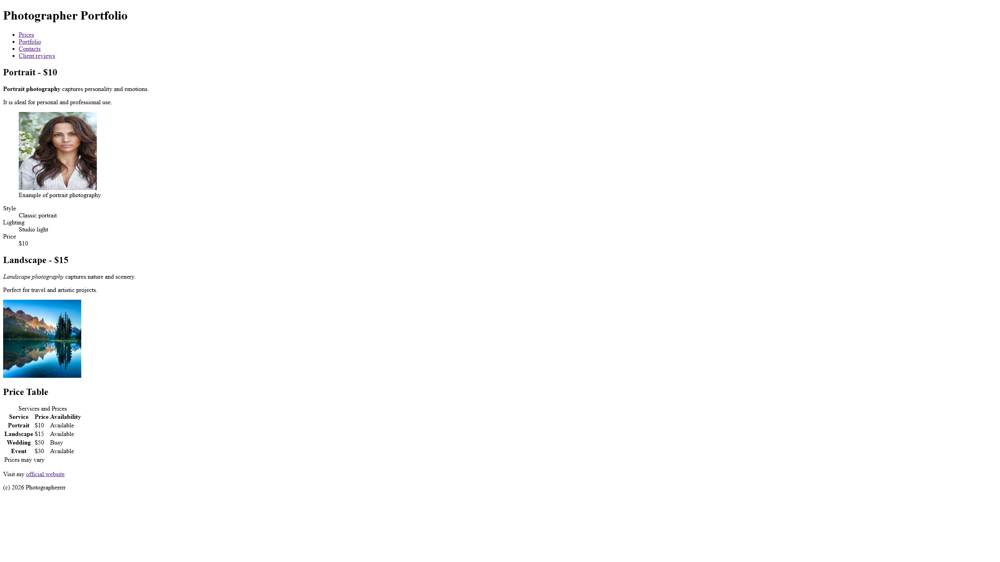 Photographer Portfolio
Prices
Portfolio
Contacts
Client reviews
Portrait - $10
Portrait photography captures personality and emotions.
It is ideal for personal and professional use.
Example of portrait photography
Style
Classic portrait
Lighting
Studio light
Price
$10
Landscape - $15
Landscape photography captures nature and scenery.
Perfect for travel and artistic projects.
Price Table
Services and Prices
Service Price Availability
Portrait $10 Available
Landscape $15 Available
Wedding $50 Busy
Event $30 Available
Prices may vary
Visit my official website
(c) 2026 Photographerrrr